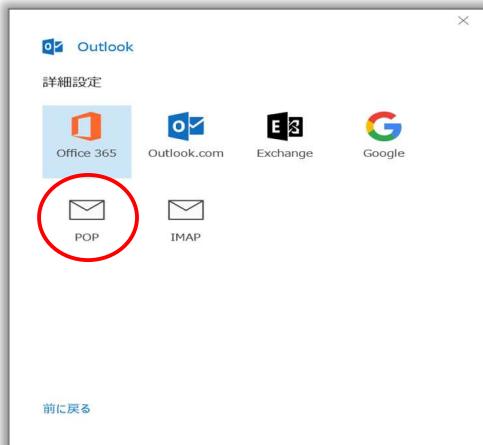 Outlook
詳細設定
Office 365 Outlook.com Exchange Google
POP IMAP
前に戻る